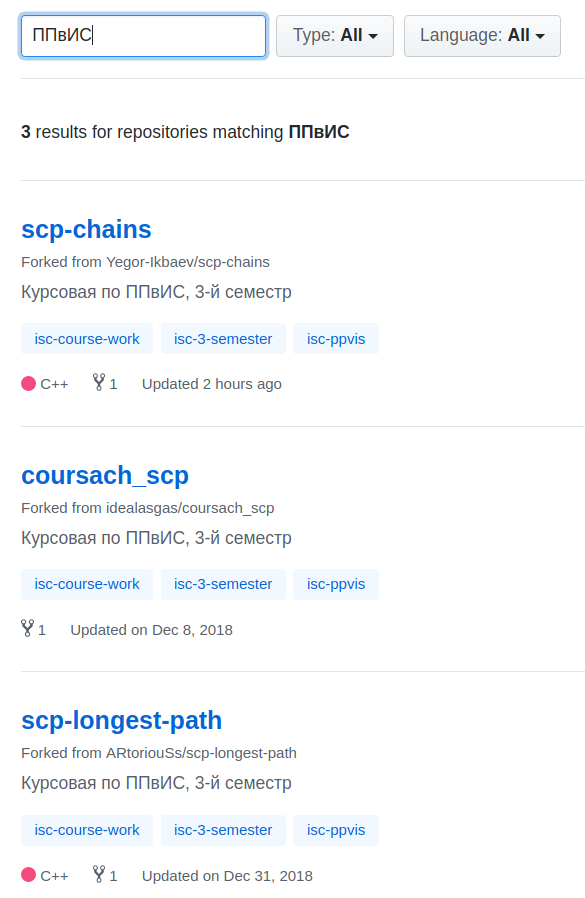 ППвИС Type: All Language: All
3 results for repositories matching ППвИС
scp-chains
Forked from Yegor-Ikbaev/scp-chains
Курсовая по ППвИС, 3-й семестр
isc-course-work isc-3-semester isc-ppvis
C++ 1 Updated 2 hours ago
coursach_scp
Forked from idealasgas/coursach_scp
Курсовая по ППвИС, 3-й семестр
isc-course-work isc-3-semester isc-ppvis
1 Updated on Dec 8, 2018
scp-longest-path
Forked from ARtoriouSs/scp-longest-path
Курсовая по ППвИС, 3-й семестр
isc-course-work isc-3-semester isc-ppvis
C++ 1 Updated on Dec 31, 2018